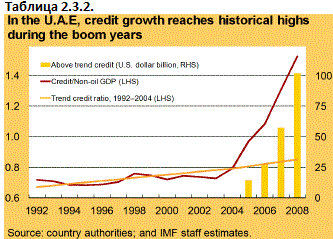 Таблица 2.3.2.
In the U.A.E, credit growth reaches historical highs
during the boom years
Above trend credit (U.S. dollar billion, RHS)
Credit/Non-oil GDP (LHS)
Trend credit ratio, 1992–2004 (LHS)
1.4
1.2
1.0
0.8
0.6
100
75
50
25
0
1992 1994 1996 1998 2000 2002 2004 2006 2008
Source: country authorities; and IMF staff estimates.